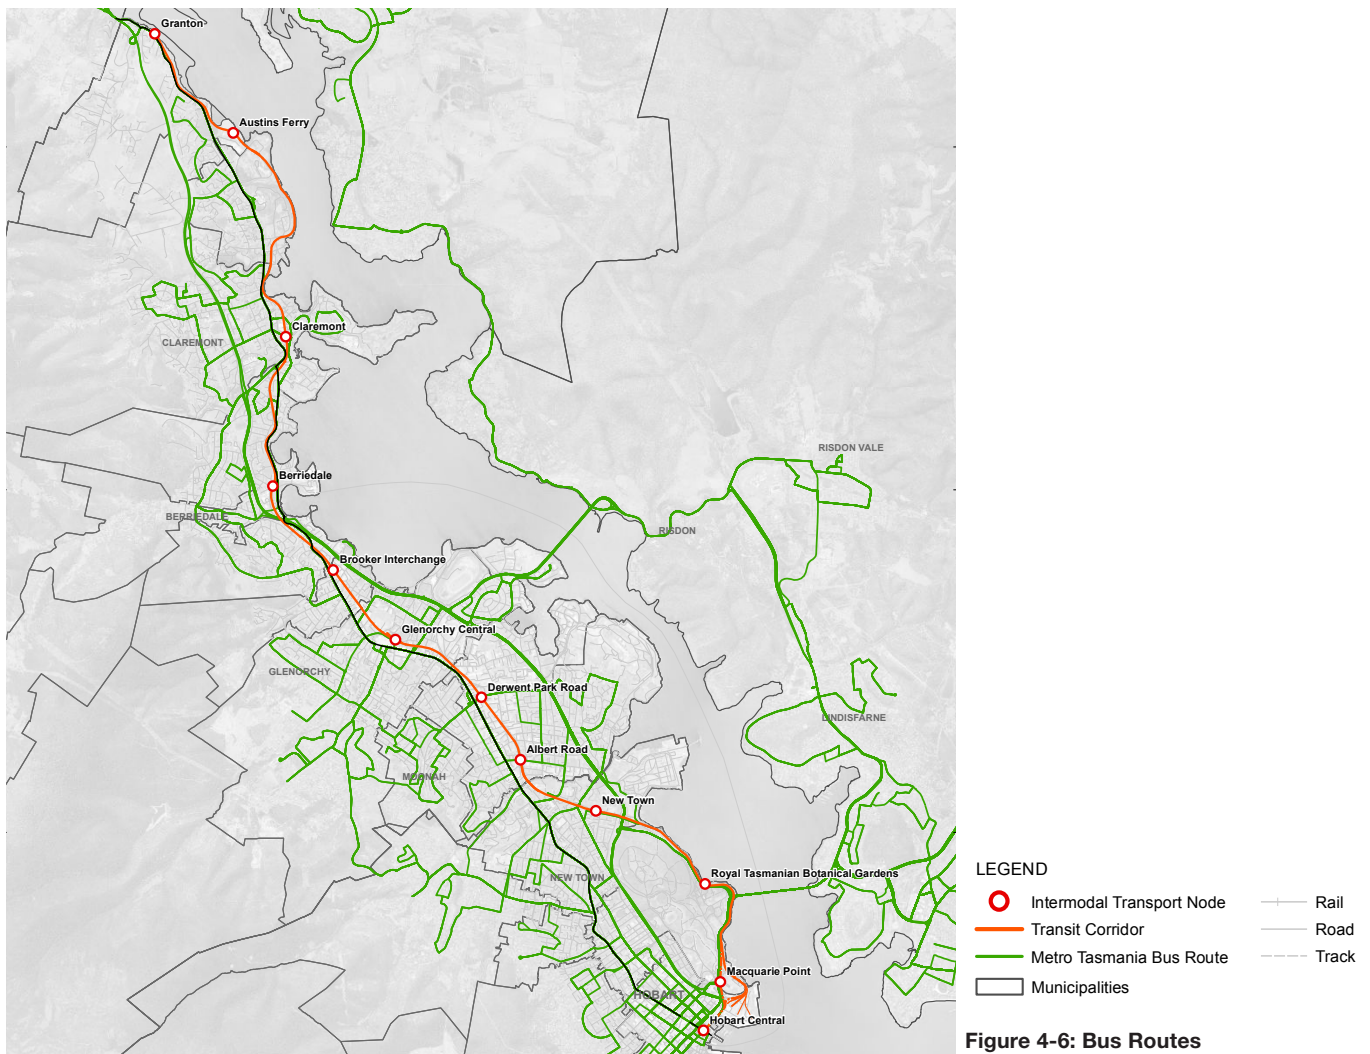 Granton
Austins Ferry
Claremont
CLAREMONT
RISDON VALE
Berriedale
BERRIEDALE
RISDON
Brooker Interchange
Glenorchy Central
GLENORCHY
Derwent Park Road
LINDISFARNE
Albert Road
MOONAH
New Town
Royal Tasmanian Botanical Gardens
NEW TOWN
Macquarie Point
HOBART
Hobart Central
LEGEND
Intermodal Transport Node
Rail
Transit Corridor
Road
Metro Tasmania Bus Route
Track
Municipalities
Figure 4-6: Bus Routes